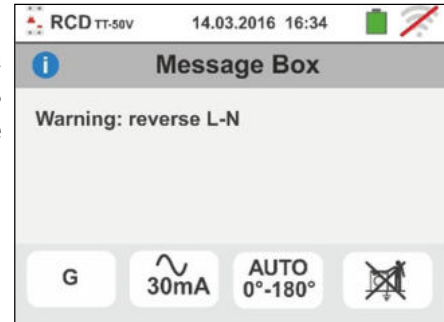 RCD TT-50V 14.03.2016 16:34
i Message Box
Warning: reverse L-N
G 30mA AUTO
0°-180°